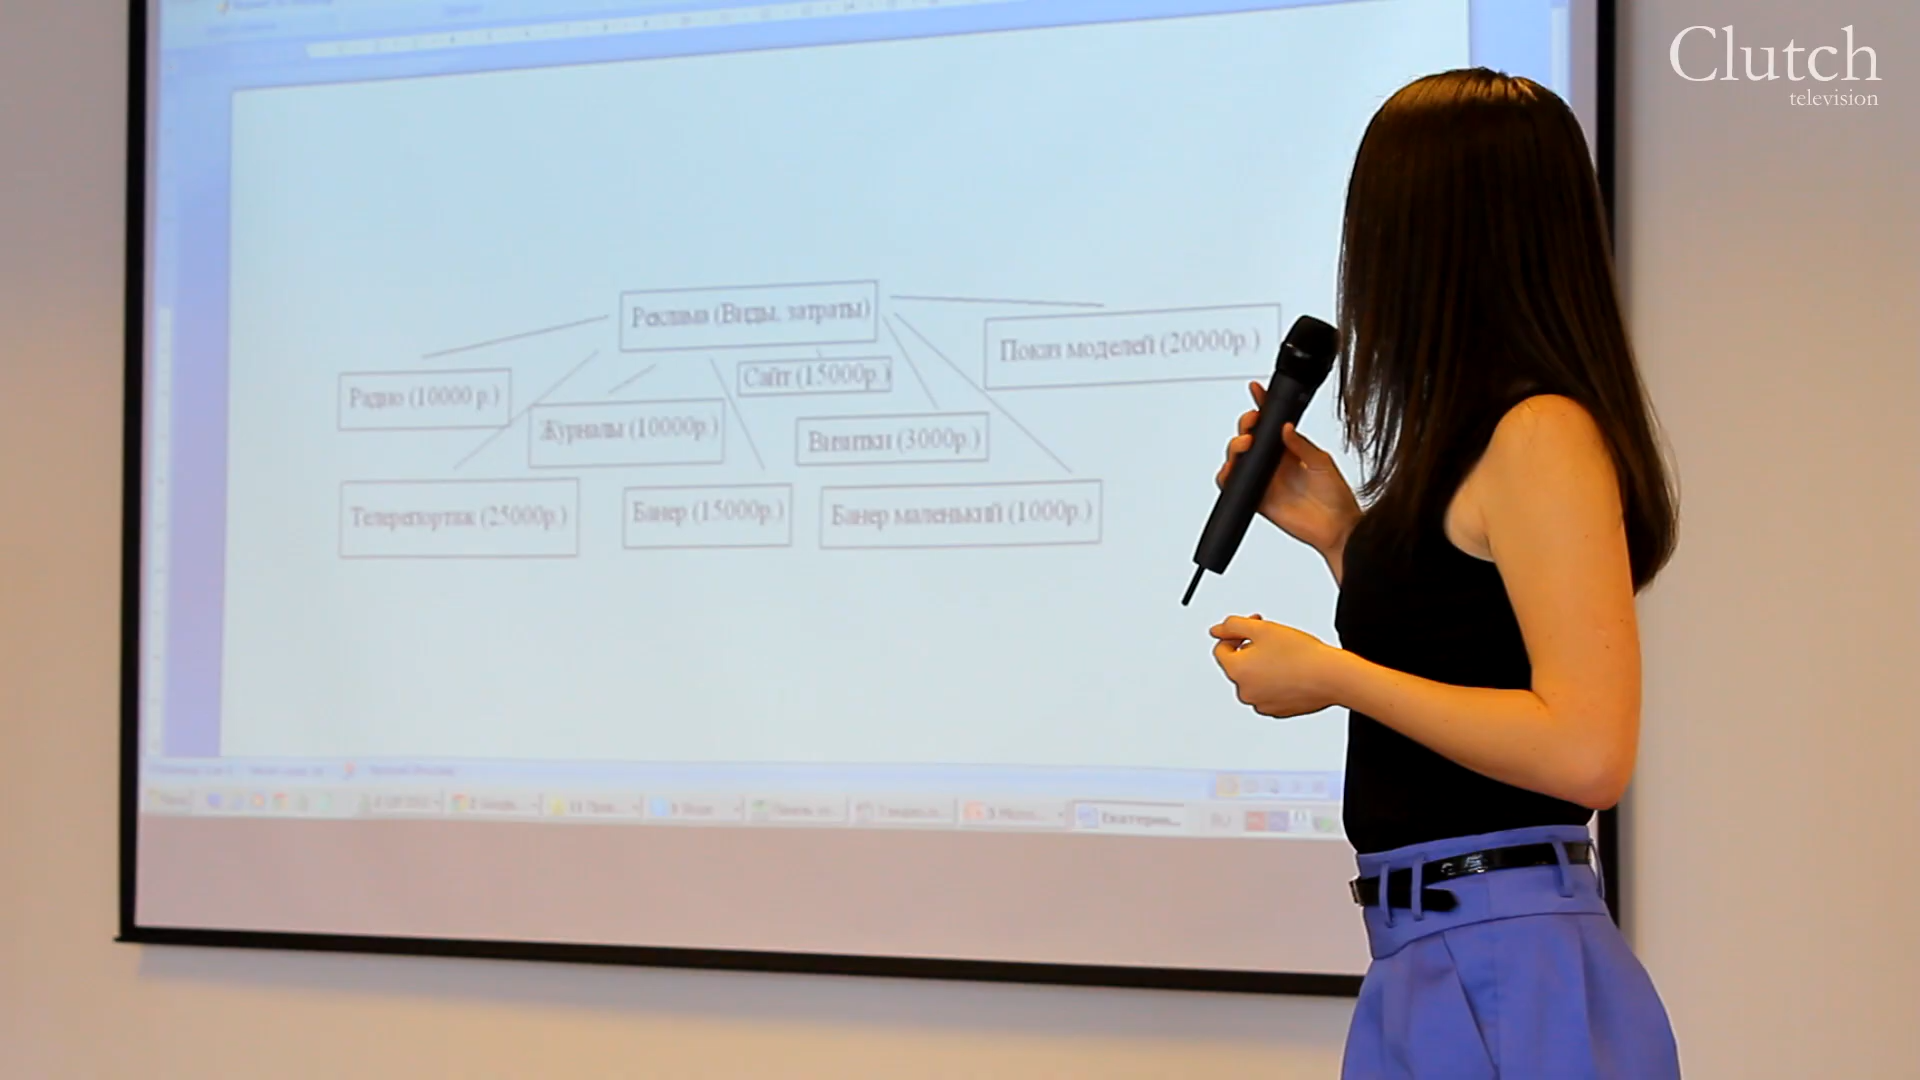 Clutch
television
Реклама (Виды, затраты)
Показ моделей (20000р.)
Сайт (15000р.)
Радио (10000 р.)
Журналы (10000р.)
Визитки (3000р.)
Телерепортаж (25000р.)
Банер (15000р.)
Банер маленький (1000р.)